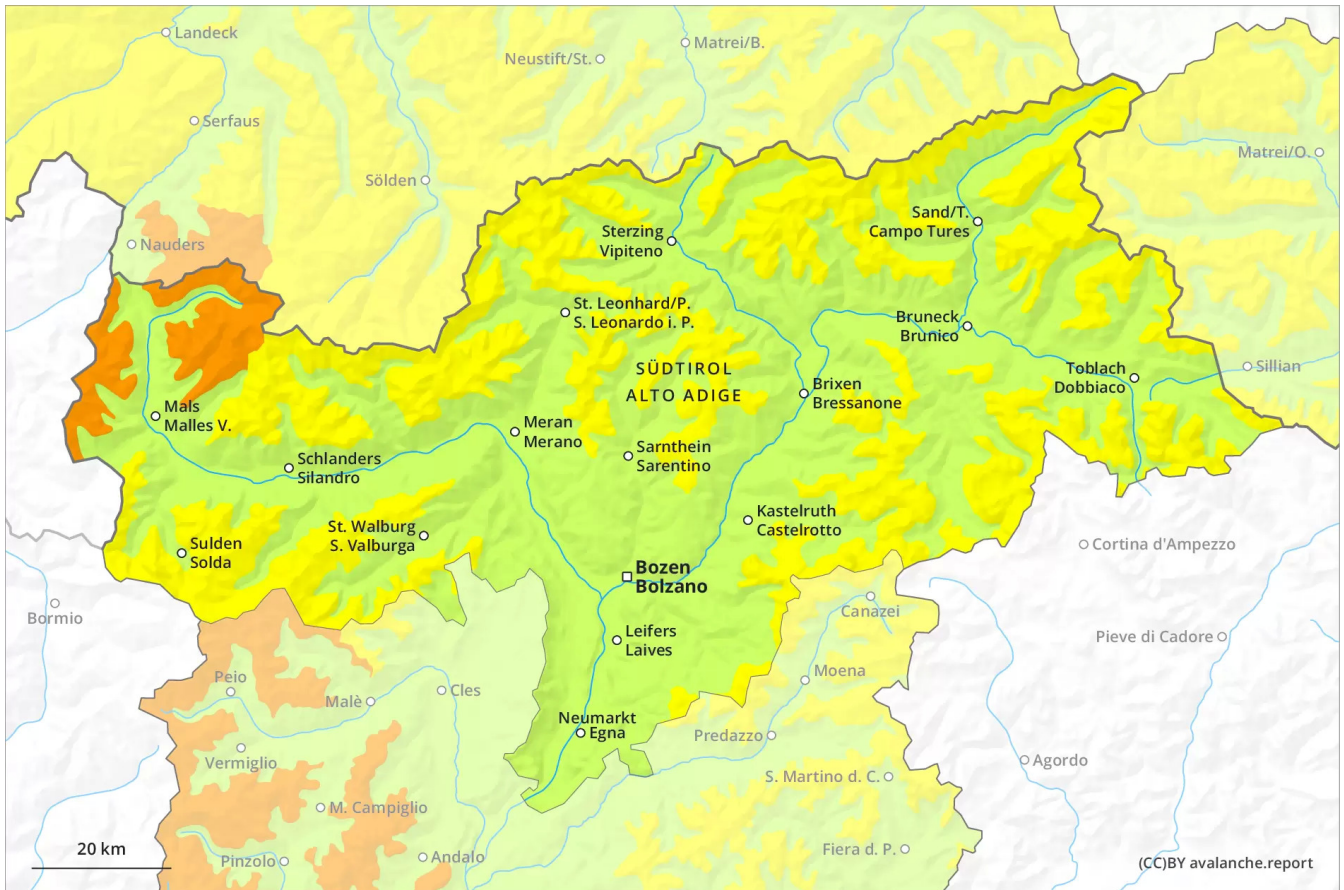 Landeck
Matrei/B.
Neustift/St.
Serfaus
Matrei/O.
Sölden
Sand/T.
Campo Tures
Sterzing
Vipiteno
Nauders
St. Leonhard/P.
S. Leonardo i. P.
Bruneck
Brunico
SÜDTIROL
ALTO ADIGE
Toblach
Dobbiaco
Sillian
Brixen
Bressanone
Mals
Malles V.
Meran
Merano
Sarnthein
Sarentino
Schlanders
Silandro
Kastelruth
Castelrotto
St. Walburg
S. Valburga
Sulden
Solda
Cortina d'Ampezzo
Bozen
Bolzano
Bormio
Canazei
Leifers
Laives
Pieve di Cadore
Moena
Peio
Malè
Cles
Neumarkt
Egna
Predazzo
Vermiglio
Agordo
S. Martino d. C.
M. Campiglio
20 km
Pinzolo
Andalo
Fiera d. P.
(CC)BY avalanche.report